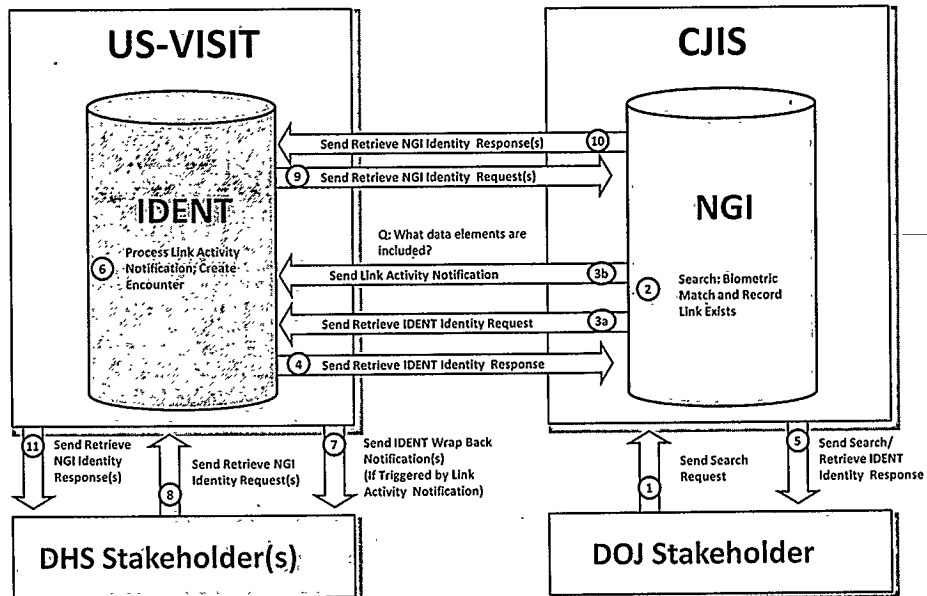 US-VISIT
CJIS
Send Retrieve NGI Identity Response(s)
10
9
Send Retrieve NGI Identity Request(s)
IDENT
NGI
Q: What data elements are
included?
6
Process Link Activity
Notification; Create
Encounter
Send Link Activity Notification
3b
2
Search: Biometric
Match and Record
Link Exists
Send Retrieve IDENT Identity Request
3a
4
Send Retrieve IDENT Identity Response
11
Send Retrieve
NGI Identity
Response(s)
8
Send Retrieve NGI
Identity Request(s)
7
Send IDENT Wrap Back
Notification(s)
(If Triggered by Link
Activity Notification)
1
Send Search
Request
5
Send Search/
Retrieve IDENT
Identity Response
DHS Stakeholder(s)
DOJ Stakeholder